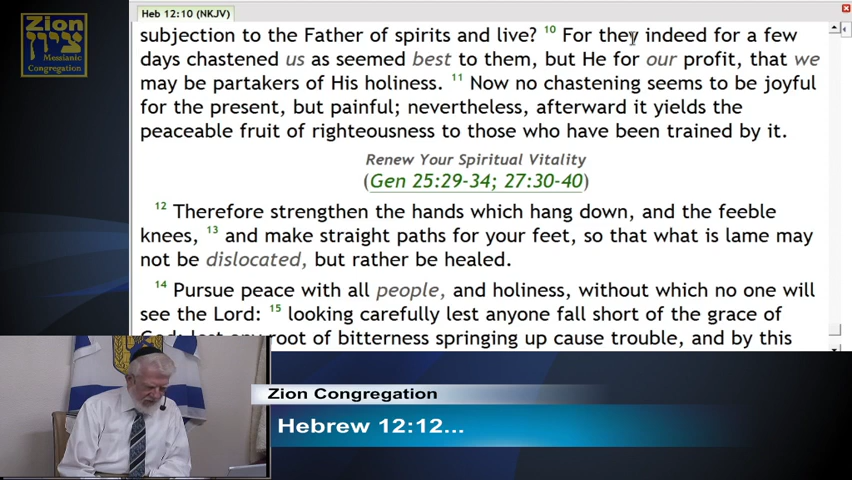 Zion
ציון
Messianic
Congregation
Heb 12:10 (NKJV)
subjection to the Father of spirits and live? 10 For they indeed for a few
days chastened us as seemed best to them, but He for our profit, that we
may be partakers of His holiness. 11 Now no chastening seems to be joyful
for the present, but painful; nevertheless, afterward it yields the
peaceable fruit of righteousness to those who have been trained by it.
Renew Your Spiritual Vitality
(Gen 25:29-34; 27:30-40)
12 Therefore strengthen the hands which hang down, and the feeble
knees, 13 and make straight paths for your feet, so that what is lame may
not be dislocated, but rather be healed.
14 Pursue peace with all people, and holiness, without which no one will
see the Lord: 15 looking carefully lest anyone fall short of the grace of
God; lest any root of bitterness springing up cause trouble, and by this
Zion Congregation
Hebrew 12:12...